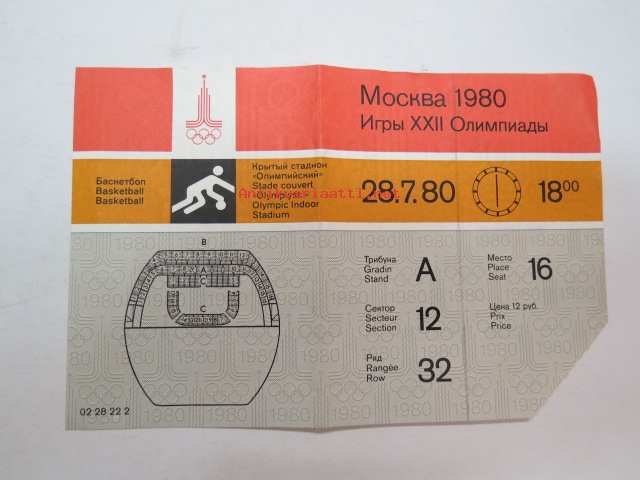 Москва 1980
Игры XXII Олимпиады
Баскетбол
Basketball
Basketball
Крытый стадион
«Олимпийский»
Stade couvert
Olympic Indoor
Stadium
28.7.80
18⁰⁰
B
A
C
C
Трибуна
Gradin
Stand
A
Место
Place
Seat
16
Сектор
Secteur
Section
12
Цена 12 руб.
Prix
Price
Ряд
Rangée
Row
32
02 28 22 2
1980